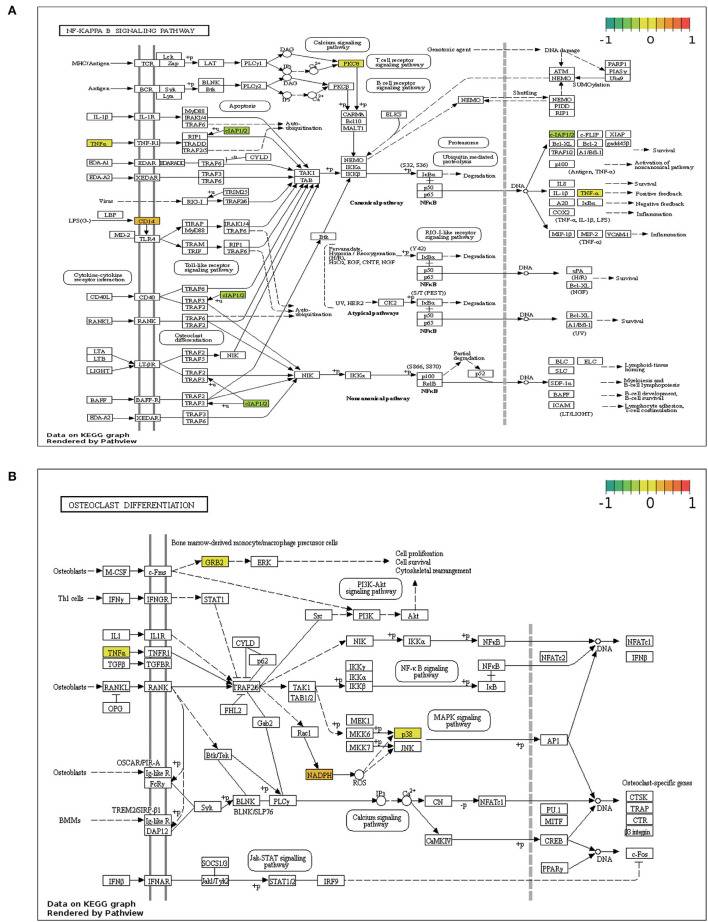 A
NF-KAPPA B SIGNALING PATHWAY
-1 0 1
Calcium signaling
pathway
T cell receptor
signaling pathway
B cell receptor
signaling pathway
Genotoxic agent
DNA damage
MHC/Antigen
TCR
Lck
Zap
LAT
PLCγ1
DAG
IP3
Ca2+
PKCθ
Antigen
BCR
Syk
Lyn
BLNK
Btk
PLCγ2
DAG
IP3
Ca2+
PKCβ
CARMA
Bcl10
MALT1
BLK5
ATM
NEMO
PARP1
PIASy
Ubc9
SUMOylation
Shuttling
NEMO
NEMO
PIDD
RIP1
Apoptosis
IL-1β
IL-1R
MyD88
IRAK1/4
TRAF6
Auto-
ubiquitination
TNFα
TNF-R1
RIP1
TRADD
TRAF2/5
cIAP1/2
CYLD
EDA-A1
EDAR
EDARADD
TRAF6
EDA-A2
XEDAR
TRAF3
TRAF6
TAK1
TAB
NEMO
IKKα
IKKβ
Canonical pathway
Proteasome
(S32, S36)
Ubiquitin mediated
proteolysis
IκBα
Degradation
p50
p65
NFκB
DNA
c-IAP1/2
c-FLIP
XIAP
Bcl-XL
Bcl-2
gadd45β
TRAF1/2
A1/Bfl-1
Survival
p100
Activation of
noncanonical pathway
(Antigen, TNF-α)
IL8
Survival
IL-1β
TNF-α
Positive feedback
A20
IκBα
Negative feedback
COX2
Inflammation
(TNF-α, IL-1β, LPS)
MIP-1β
MIP-2
VCAM1
Inflammation
(TNF-α)
Virus
RIG-I
TRIM25
TRAF2/6
LPS(G-)
LBP
CD14
MD-2
TLR4
TIRAP
MyD88
IRAK1/4
TRAF6
TRAM
TRIF
RIP1
TRAF6
Toll-like receptor
signaling pathway
Auto-
ubiquitination
RIG-I-Like receptor
signaling pathway
Pervanadate,
Hypoxia / Reoxygenation
(H/R),
H2O2, EGF, CNTF, NGF
(Y42)
IκBα
Degradation
p50
p65
NFκB
DNA
uPA
(H/R)
Bcl-XL
(NGF)
Survival
Cytokine-cytokine
receptor interaction
CD40L
CD40
TRAF6
TRAF3
TRAF2
cIAP1/2
UV, HER2
CK2
Atypical pathways
(S/T (PEST))
IκBα
Degradation
p50
p65
NFκB
DNA
Bcl-XL
A1/Bfl-1
(UV)
Survival
RANKL
RANK
TRAF6
TRAF2
Osteoclast
differentiation
LTA
LTB
LIGHT
LTβR
TRAF2
TRAF5
TRAF3
NIK
NIK
IKKα
(S866, S870)
p100
RelB
NFκB
Noncanonical pathway
Partial
degradation
p52
DNA
BLC
ELC
SLC
Lymphoid-tissue
homing
SDF-1α
Myeloiesis and
B-cell lymphopoiesis
BAFF
B-cell development,
B-cell survival
ICAM
Lymphocyte adhesion,
T-cell costimulation
(LT/LIGHT)
BAFF
BAFF-R
TRAF2
TRAF3
cIAP1/2
EDA-A2
XEDAR
TRAF3
TRAF6
Data on KEGG graph
Rendered by Pathview
B
OSTEOCLAST DIFFERENTIATION
-1 0 1
Bone marrow-derived monocyte/macrophage precursor cells
Osteoblasts
M-CSF
c-Fms
GRB2
ERK
Cell proliferation
Cell survival
Cytoskeletal rearrangement
PI3K-Akt
signaling pathway
Th1 cells
IFNγ
IFNGR
STAT1
Src
PI3K
Akt
IL1
IL1R
TNFα
TNFR1
TGFβ
TGFBR
CYLD
p62
NIK
IKKα
NFκB
DNA
NFATc1
IFNβ
NFATc2
Osteoblasts
RANKL
RANK
OPG
TRAF26
FHL2
TAK1
TAB1/2
IKKγ
IKKα
IKKβ
NF-κ B signaling
pathway
NFκB
IκB
Gab2
Rac1
MEK1
MKK6
MKK7
p38
JNK
MAPK signaling
pathway
AP1
NADPH
ROS
Btk/Tek
Osteoblasts
OSCAR/PIR-A
Ig-like R
FcRγ
Syk
BLNK
BLNK/SLP76
PLCγ
IP3
Ca2+
CN
NFATc1
Calcium signaling
pathway
CaMKIV
CREB
PU.1
MITF
DNA
Osteoclast-specific genes
CTSK
TRAP
CTR
β3 integrin
BMMs
TREM2/SIRP-β1
Ig-like R
DAP12
PPARγ
DNA
c-Fos
Jak-STAT signaling
pathway
SOCS1/3
IFNβ
IFNAR
Jak1/Tyk2
STAT1/2
IRF9
Data on KEGG graph
Rendered by Pathview